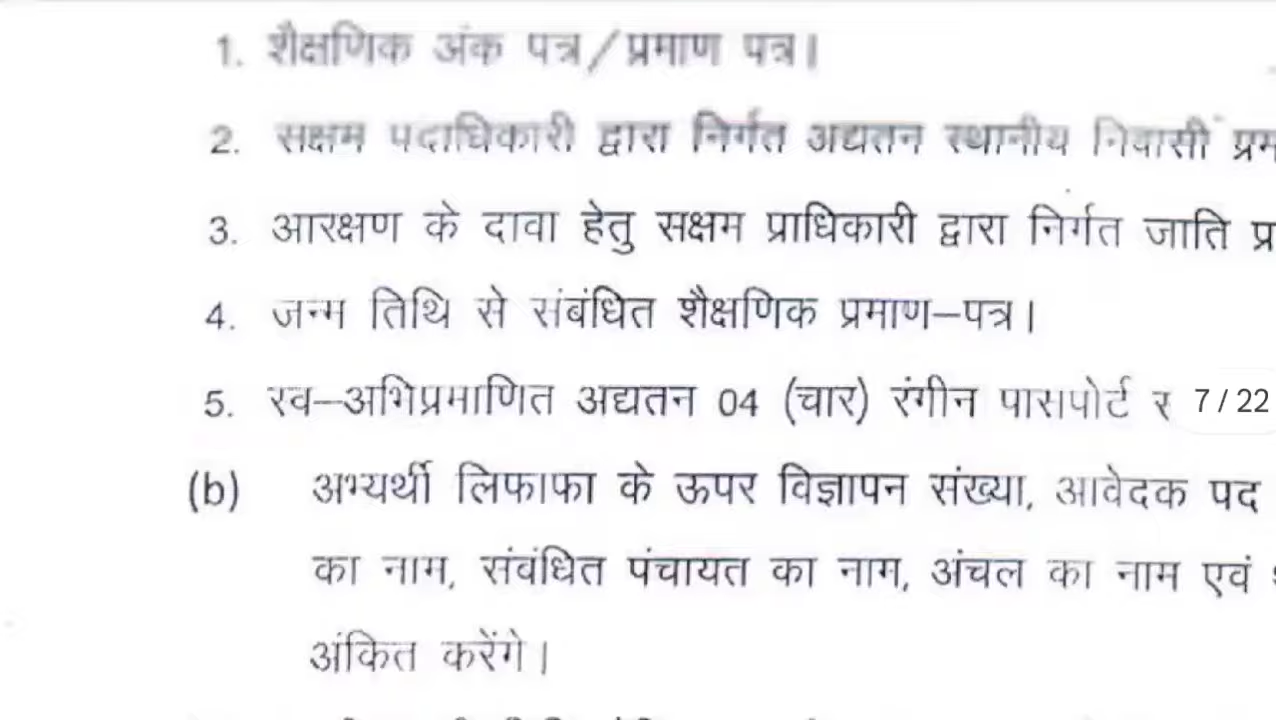 1. शैक्षणिक अंक पत्र/प्रमाण पत्र।
2. सक्षम पदाधिकारी द्वारा निर्गत अद्यतन स्थानीय निवासी
3. आरक्षण के दावा हेतु सक्षम प्राधिकारी द्वारा निर्गत जाति
4. जन्म तिथि से संबंधित शैक्षणिक प्रमाण–पत्र।
5. स्व–अभिप्रमाणित अद्यतन 04 (चार) रंगीन पासपोर्ट 7 / 22
(b) अभ्यर्थी लिफाफा के ऊपर विज्ञापन संख्या, आवेदक पद
का नाम, संबंधित पंचायत का नाम, अंचल का नाम एवं
अंकित करेंगे।